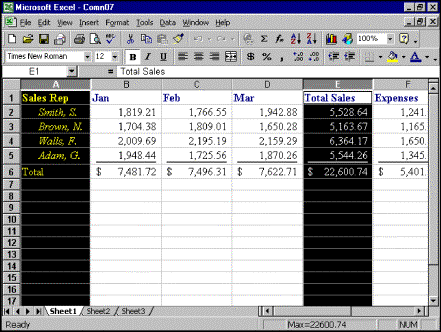 Microsoft Excel - Comn07
File Edit View Insert Format Tools Data Window Help
100%
Times New Roman 12 B I U $ % ,
E1 = Total Sales
A B C D E F
1 Sales Rep Jan Feb Mar Total Sales Expenses
2 Smith, S. 1,819.21 1,766.55 1,942.88 5,528.64 1,241.
3 Brown, N. 1,704.38 1,809.01 1,650.28 5,163.67 1,165.
4 Walls, F. 2,009.69 2,195.19 2,159.29 6,364.17 1,650.
5 Adam, G. 1,948.44 1,725.56 1,870.26 5,544.26 1,345.
6 Total $ 7,481.72 $ 7,496.31 $ 7,622.71 $ 22,600.74 $ 5,401.
7
8
9
10
11
12
13
14
15
16
17
Sheet1 Sheet2 Sheet3
Ready Max=22600.74 NUM